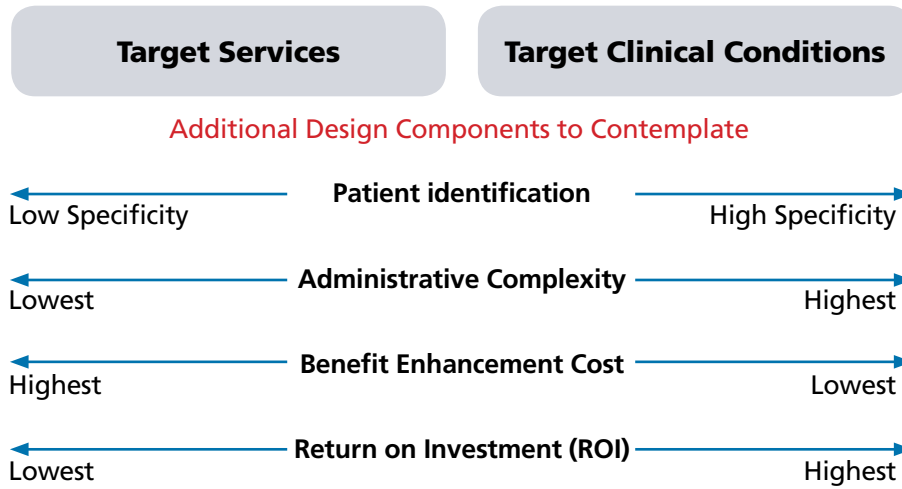 Target Services
Target Clinical Conditions
Additional Design Components to Contemplate
Patient identification
Low Specificity
High Specificity
Administrative Complexity
Lowest
Highest
Benefit Enhancement Cost
Highest
Lowest
Return on Investment (ROI)
Lowest
Highest